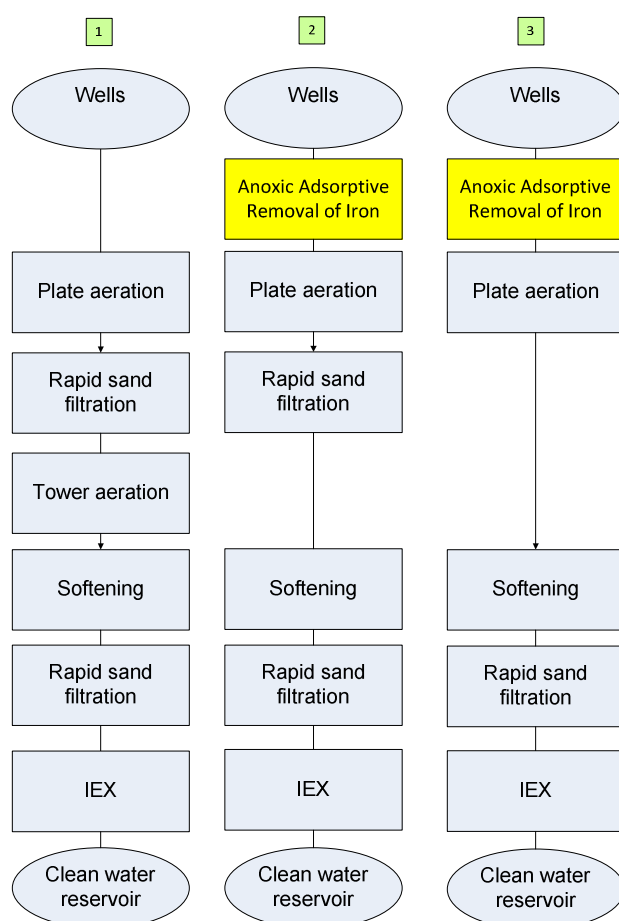 1
2
3
Wells
Wells
Wells
Anoxic Adsorptive
Removal of Iron
Anoxic Adsorptive
Removal of Iron
Plate aeration
Plate aeration
Plate aeration
Rapid sand
filtration
Rapid sand
filtration
Tower aeration
Softening
Softening
Softening
Rapid sand
filtration
Rapid sand
filtration
Rapid sand
filtration
IEX
IEX
IEX
Clean water
reservoir
Clean water
reservoir
Clean water
reservoir